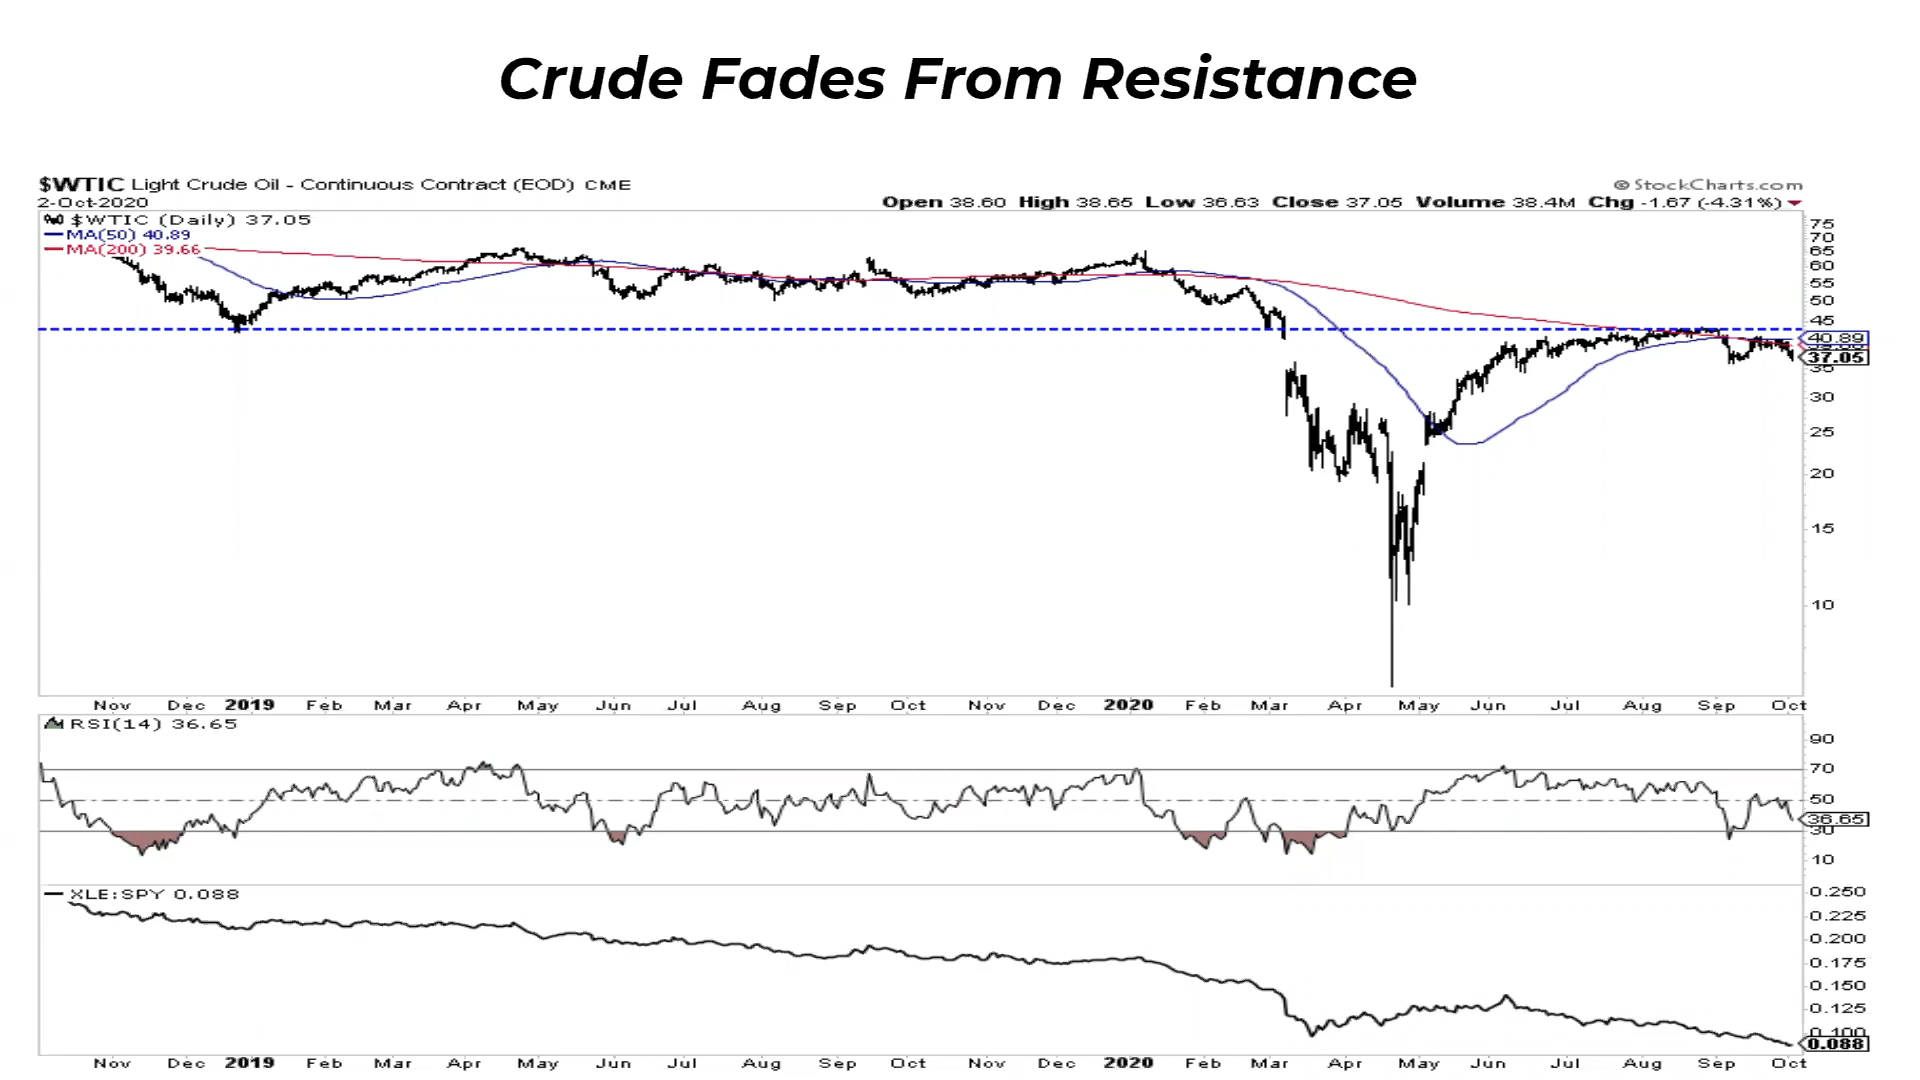 Crude Fades From Resistance
$WTIC Light Crude Oil - Continuous Contract (EOD) CME
© StockCharts.com
2-Oct-2020
Open 38.60 High 38.65 Low 36.63 Close 37.05 Volume 38.4M Chg -1.67 (-4.31%)
$WTIC (Daily) 37.05
MA(50) 40.89
MA(200) 39.66
75
70
65
60
55
50
45
40.89
37.05
35
30
25
20
15
10
Nov Dec 2019 Feb Mar Apr May Jun Jul Aug Sep Oct Nov Dec 2020 Feb Mar Apr May Jun Jul Aug Sep Oct
RSI(14) 36.65
90
70
50
36.65
30
10
XLE:SPY 0.088
0.250
0.225
0.200
0.175
0.150
0.125
0.100
0.088
Nov Dec 2019 Feb Mar Apr May Jun Jul Aug Sep Oct Nov Dec 2020 Feb Mar Apr May Jun Jul Aug Sep Oct